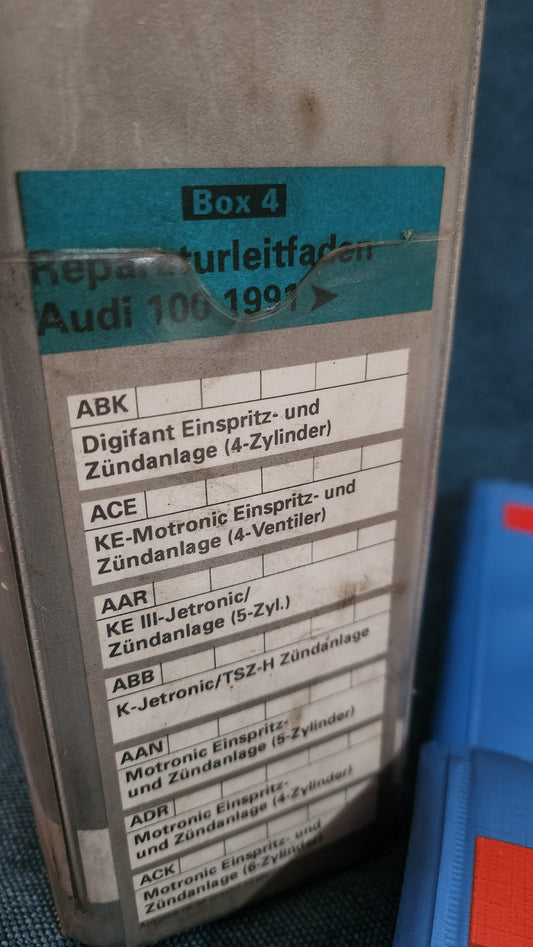 Box 4
Reparaturleitfaden
Audi 100 1991 ➤
ABK
Digifant Einspritz- und
Zündanlage (4-Zylinder)
ACE
KE-Motronic Einspritz- und
Zündanlage (4-Ventiler)
AAR
KE III-Jetronic/
Zündanlage (5-Zyl.)
ABB
K-Jetronic/TSZ-H Zündanlage
AAN
Motronic Einspritz-
und Zündanlage (5-Zylinder)
ADR
Motronic Einspritz-
und Zündanlage (4-Zylinder)
ACK
Motronic Einspritz- und
Zündanlage (6-Zylinder)